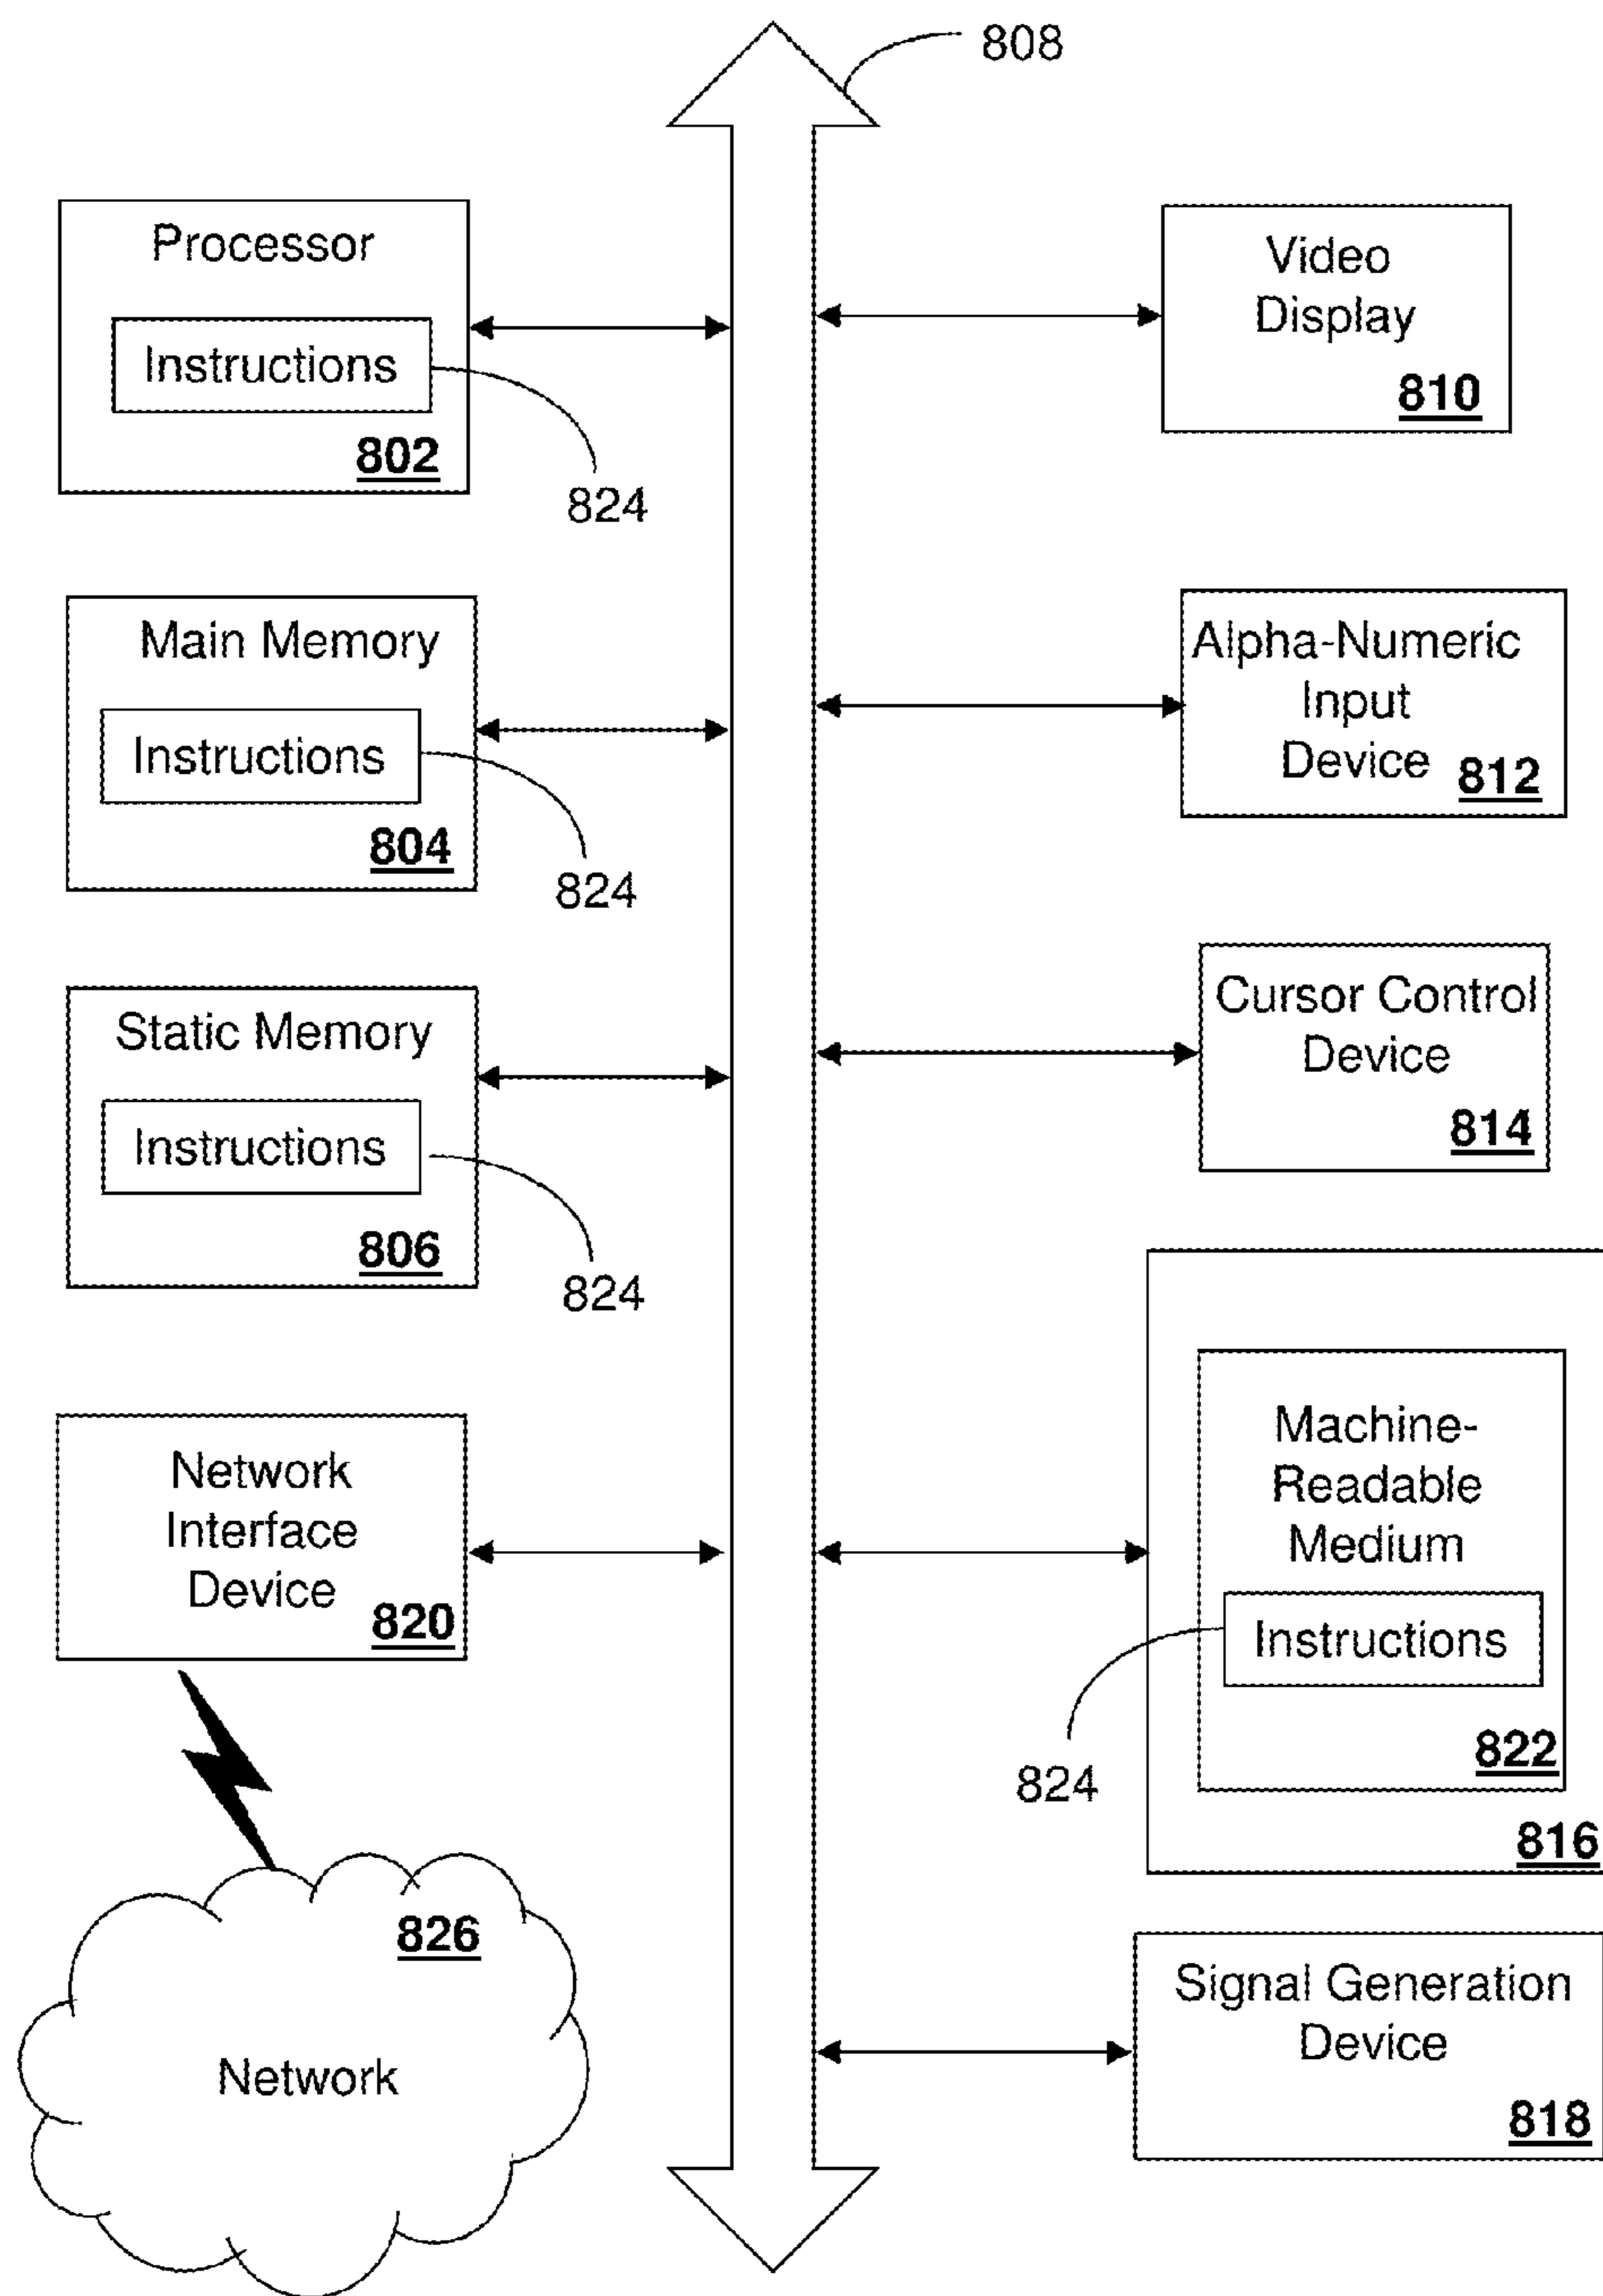 808
Processor
Instructions
802
824
Main Memory
Instructions
804
824
Static Memory
Instructions
806
824
Network
Interface
Device
820
826
Network
Video
Display
810
Alpha-Numeric
Input
Device
812
Cursor Control
Device
814
Machine-
Readable
Medium
Instructions
822
824
816
Signal Generation
Device
818